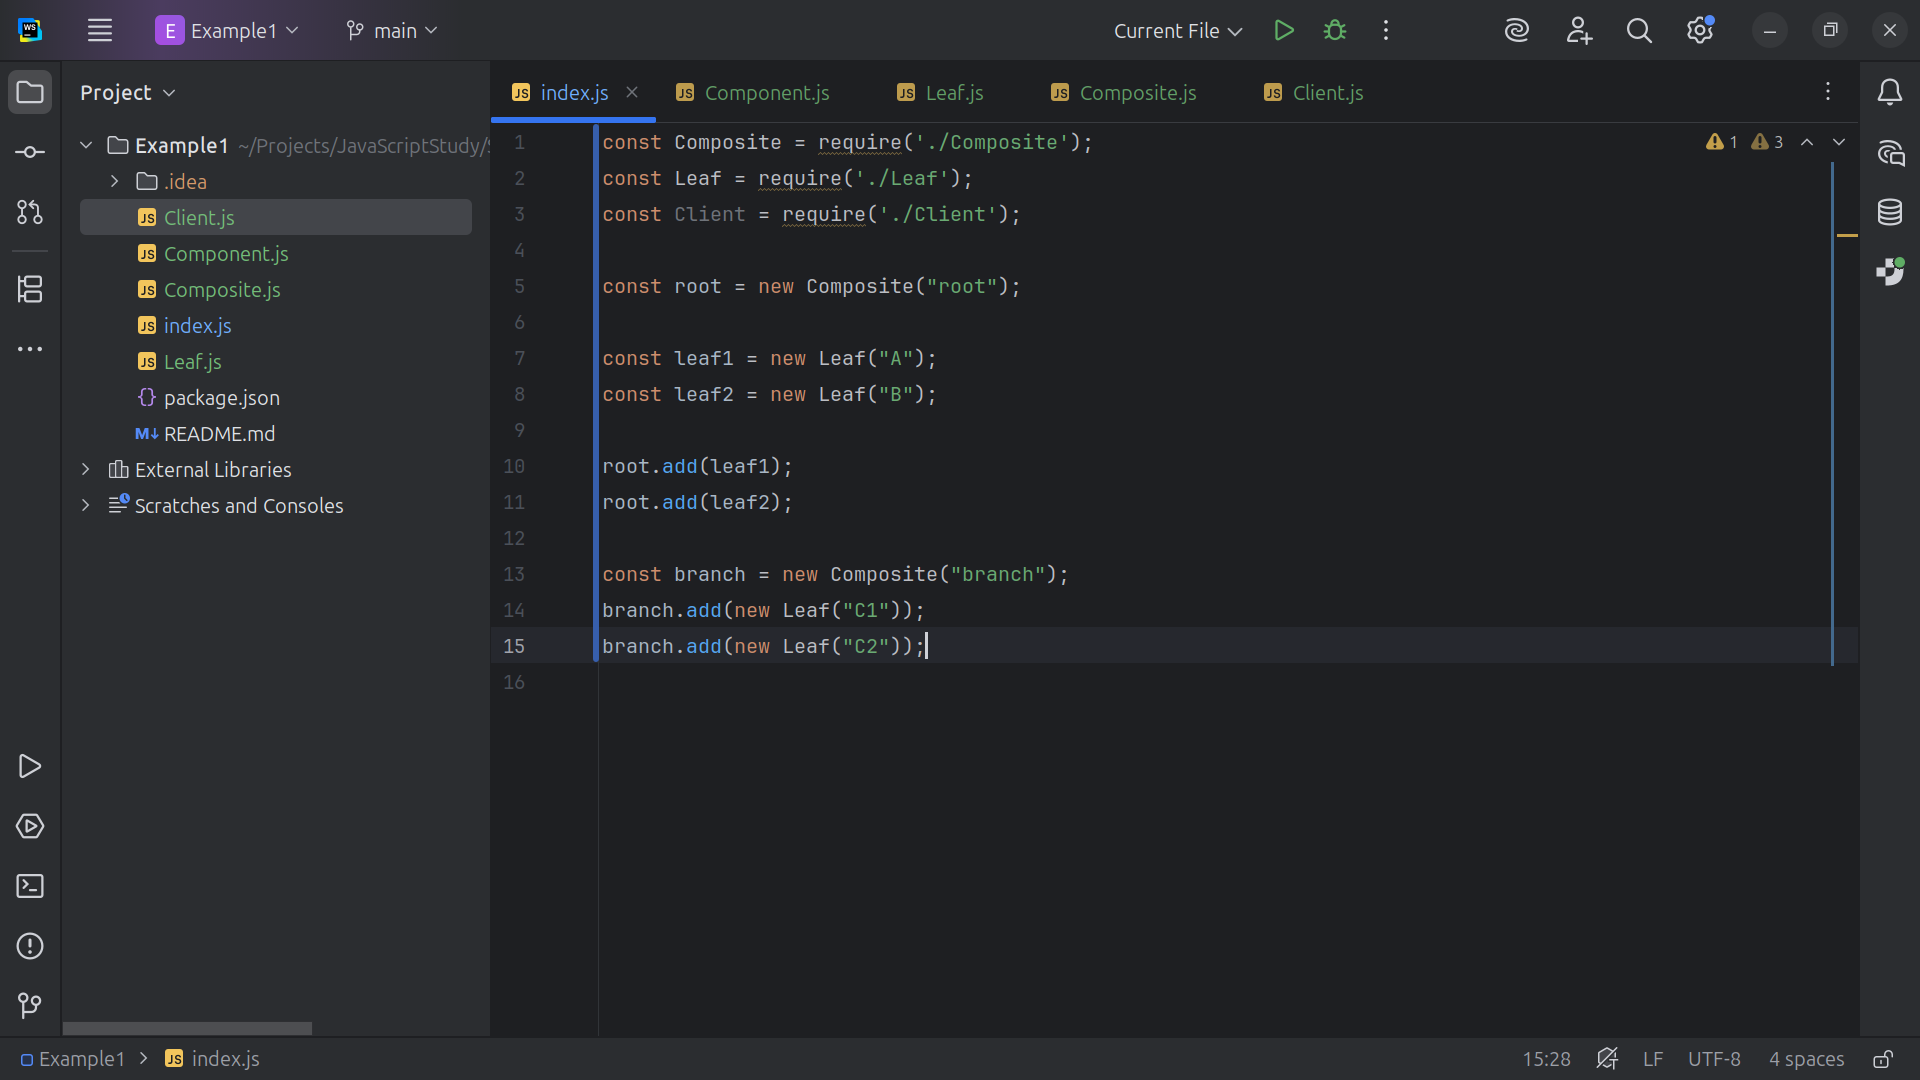 WS
E Example1
main
Current File
Project
index.js
Component.js
Leaf.js
Composite.js
Client.js
Example1 ~/Projects/JavaScriptStudy/
.idea
Client.js
Component.js
Composite.js
index.js
Leaf.js
package.json
README.md
External Libraries
Scratches and Consoles
1 const Composite = require('./Composite');
2 const Leaf = require('./Leaf');
3 const Client = require('./Client');
4
5 const root = new Composite("root");
6
7 const leaf1 = new Leaf("A");
8 const leaf2 = new Leaf("B");
9
10 root.add(leaf1);
11 root.add(leaf2);
12
13 const branch = new Composite("branch");
14 branch.add(new Leaf("C1"));
15 branch.add(new Leaf("C2"));
16
1 3
Example1 > JS index.js
15:28 LF UTF-8 4 spaces